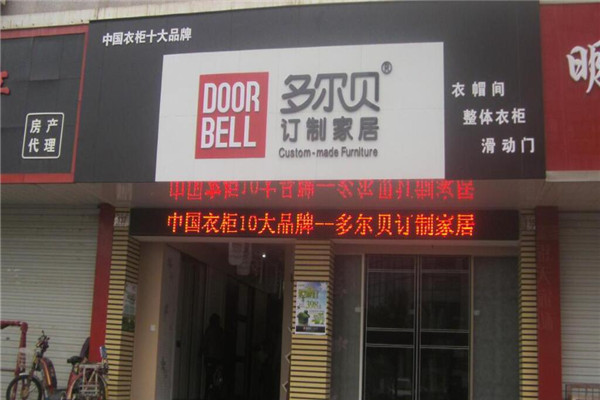 中国衣柜十大品牌
DOOR
BELL
多尔贝®
订制家居
Custom-made Furniture
衣帽间
整体衣柜
滑动门
房产
代理
明
中国衣柜10大品牌--多尔贝订制家居